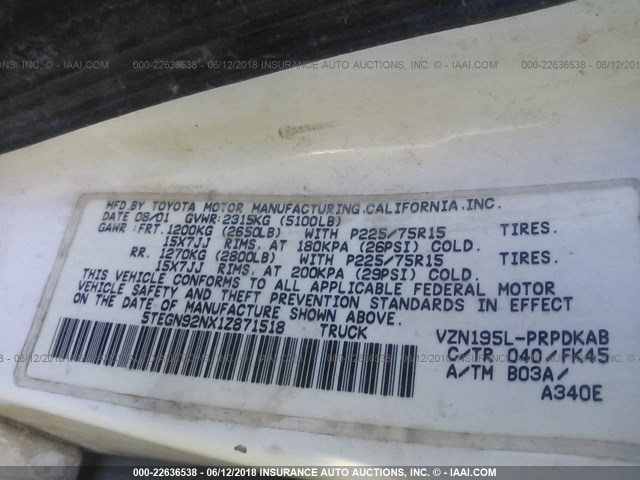 000-22636538 - 06/12/2018 INSURANCE AUTO AUCTIONS, INC. - © IAAI.COM
MFD.BY TOYOTA MOTOR MANUFACTURING,CALIFORNIA,INC.
DATE 08/01 GVWR:2315KG (5100LB)
GAWR:FRT.1200KG (2650LB) WITH P225/75R15 TIRES.
15X7JJ RIMS, AT 180KPA (26PSI) COLD.
RR. 1270KG (2800LB) WITH P225/75R15 TIRES.
15X7JJ RIMS, AT 200KPA (29PSI) COLD.
THIS VEHICLE CONFORMS TO ALL APPLICABLE FEDERAL MOTOR
VEHICLE SAFETY AND THEFT PREVENTION STANDARDS IN EFFECT
ON THE DATE OF MANUFACTURE SHOWN ABOVE.
5TEGN92NX1Z871518 TRUCK
VZN195L-PRPDKAB
C/TR 040/FK45
A/TM B03A/
A340E
000-22636538 - 06/12/2018 INSURANCE AUTO AUCTIONS, INC. - © IAAI.COM